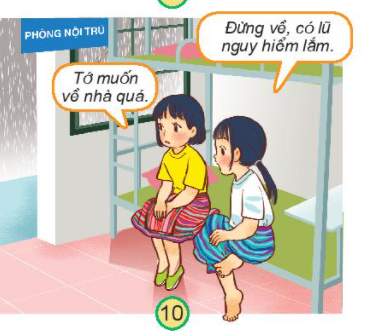 PHÒNG NỘI TRÚ
Tớ muốn
về nhà quá.
Đừng về, có lũ
nguy hiểm lắm.
10